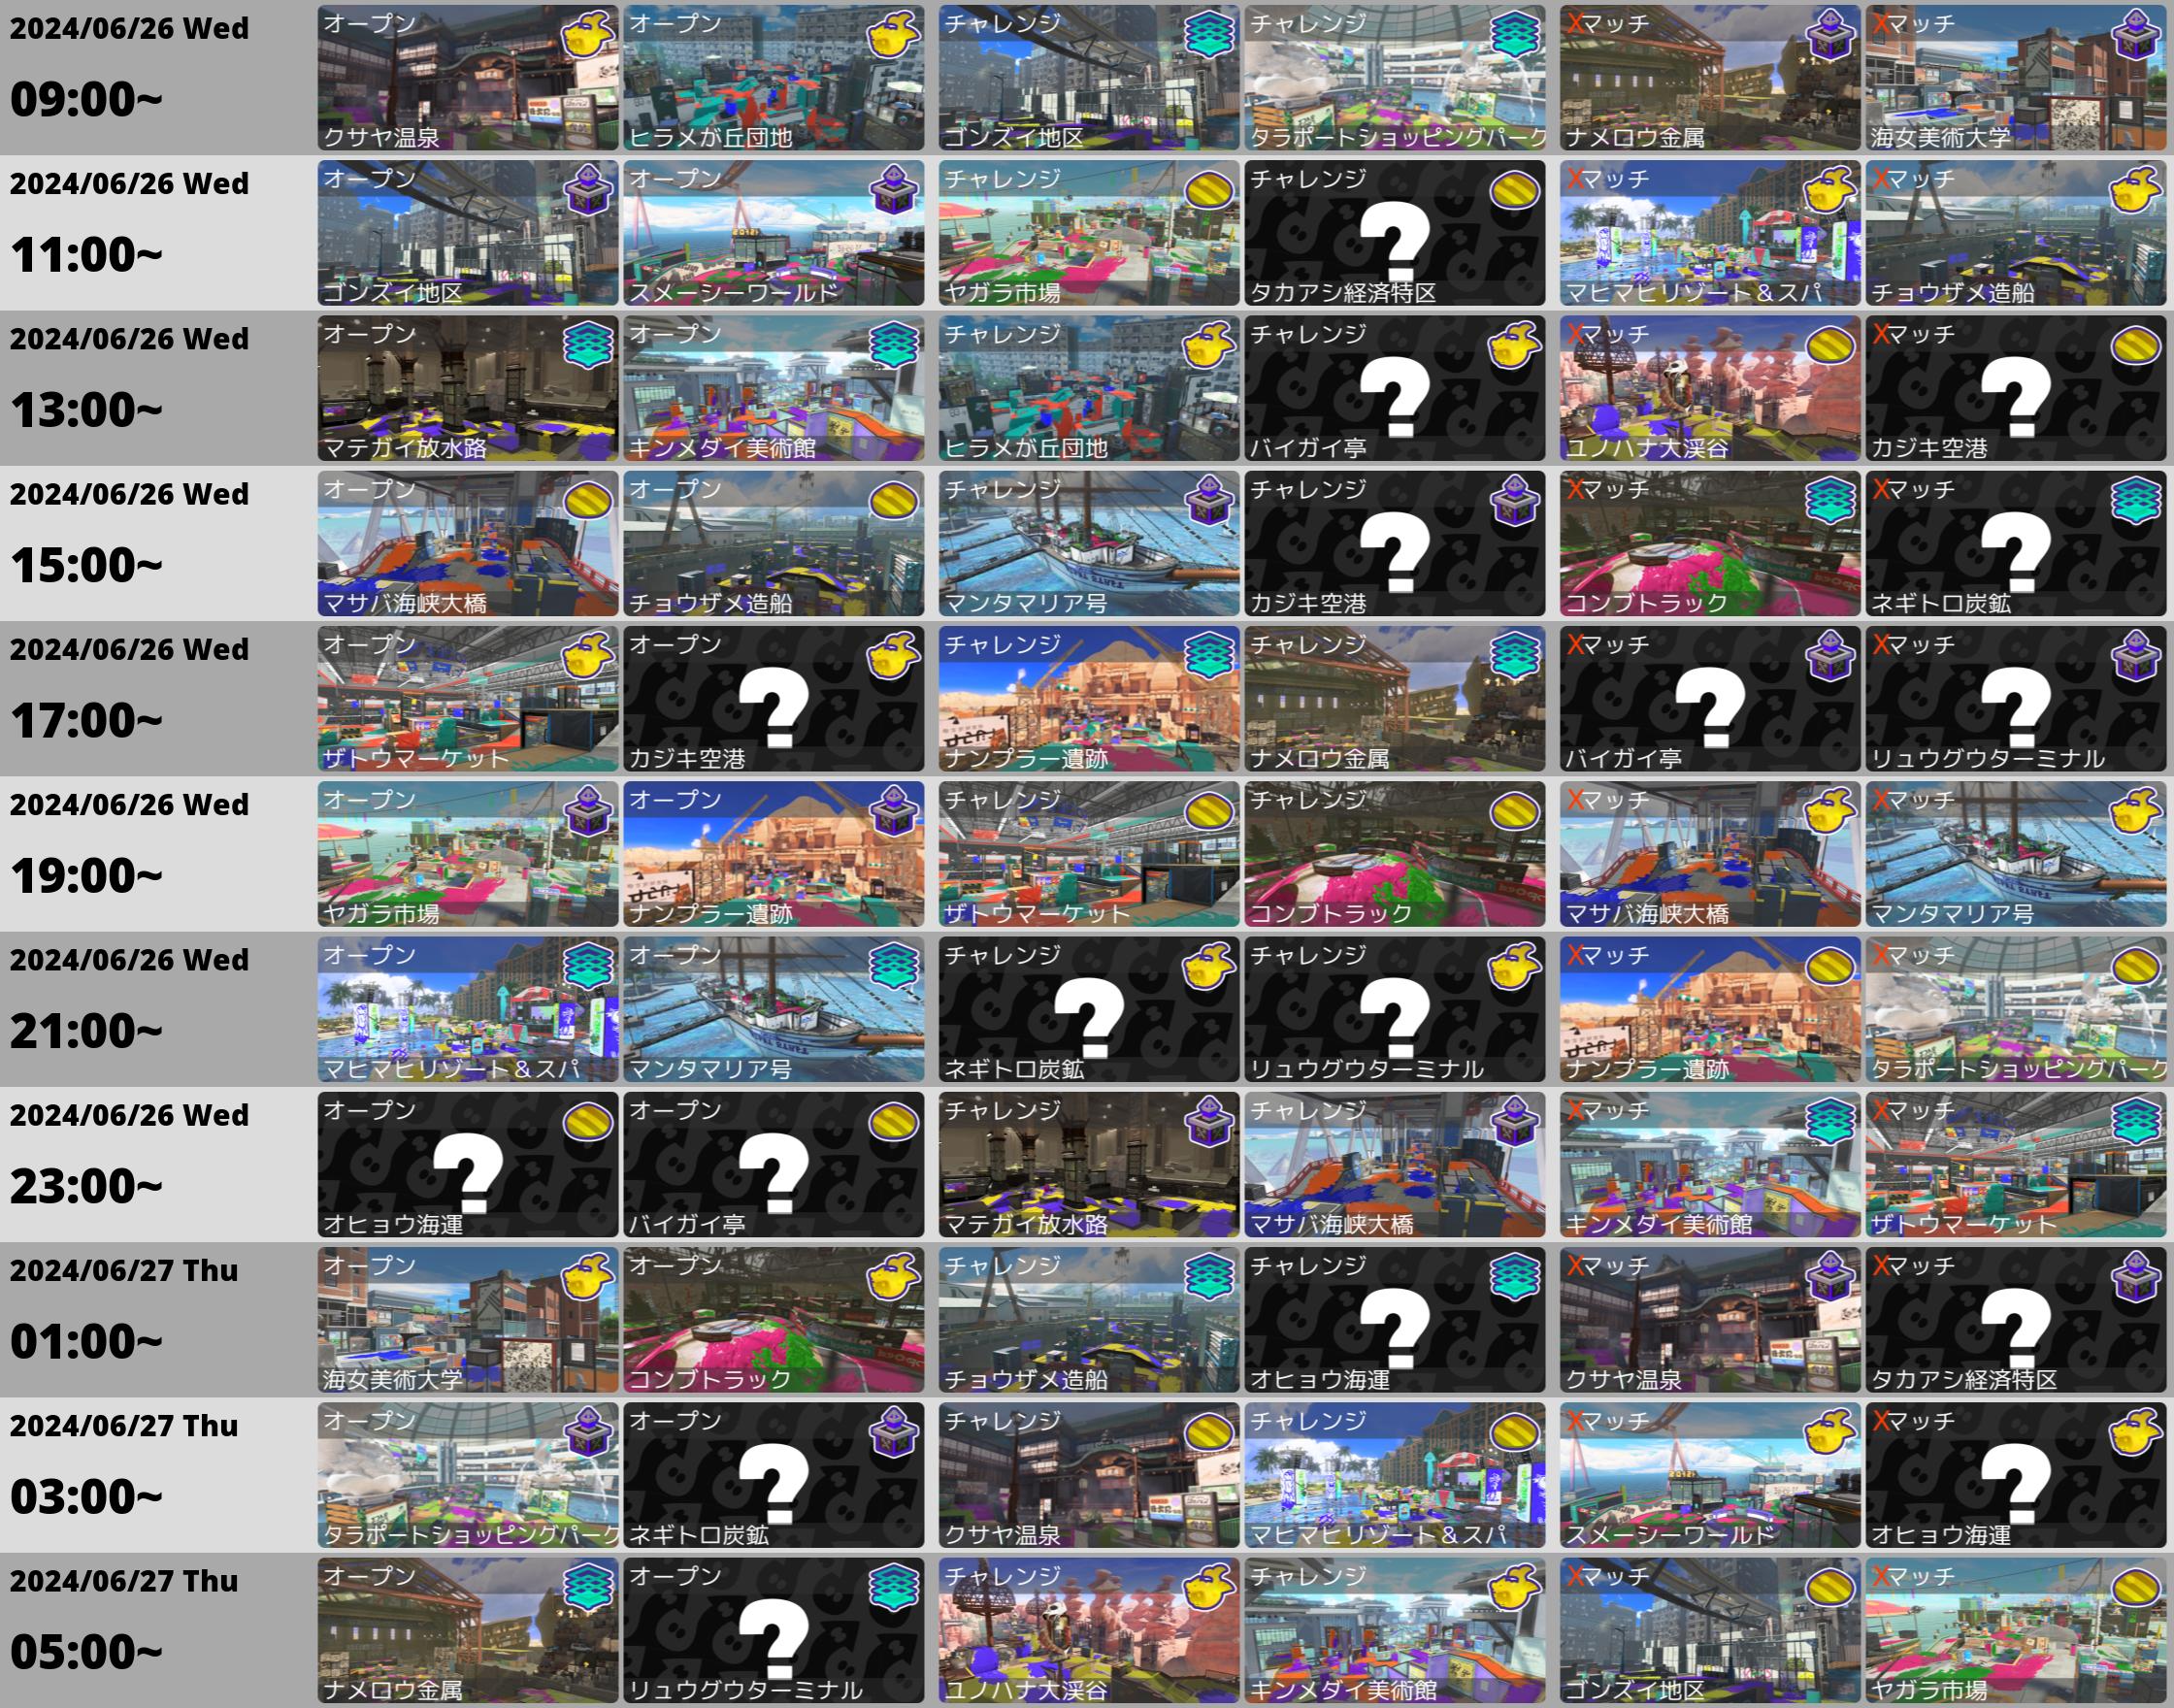 2024/06/26 Wed
09:00~
オープン
クサヤ温泉
オープン
ヒラメが丘団地
チャレンジ
ゴンズイ地区
チャレンジ
タラポートショッピングパーク
Xマッチ
ナメロウ金属
Xマッチ
海女美術大学
2024/06/26 Wed
11:00~
オープン
ゴンズイ地区
オープン
スメーシーワールド
チャレンジ
ヤガラ市場
チャレンジ
?
タカアシ経済特区
Xマッチ
マヒマヒリゾート&スパ
Xマッチ
チョウザメ造船
2024/06/26 Wed
13:00~
オープン
マテガイ放水路
オープン
キンメダイ美術館
チャレンジ
ヒラメが丘団地
チャレンジ
?
バイガイ亭
Xマッチ
ユノハナ大渓谷
Xマッチ
?
カジキ空港
2024/06/26 Wed
15:00~
オープン
マサバ海峡大橋
オープン
チョウザメ造船
チャレンジ
マンタマリア号
チャレンジ
?
カジキ空港
Xマッチ
コンブトラック
Xマッチ
?
ネギトロ炭鉱
2024/06/26 Wed
17:00~
オープン
ザトウマーケット
オープン
?
カジキ空港
チャレンジ
ナンプラー遺跡
チャレンジ
ナメロウ金属
Xマッチ
?
バイガイ亭
Xマッチ
?
リュウグウターミナル
2024/06/26 Wed
19:00~
オープン
ヤガラ市場
オープン
ナンプラー遺跡
チャレンジ
ザトウマーケット
チャレンジ
コンブトラック
Xマッチ
マサバ海峡大橋
Xマッチ
マンタマリア号
2024/06/26 Wed
21:00~
オープン
マヒマヒリゾート&スパ
オープン
マンタマリア号
チャレンジ
?
ネギトロ炭鉱
チャレンジ
?
リュウグウターミナル
Xマッチ
ナンプラー遺跡
Xマッチ
タラポートショッピングパーク
2024/06/26 Wed
23:00~
オープン
?
オヒョウ海運
オープン
?
バイガイ亭
チャレンジ
マテガイ放水路
チャレンジ
マサバ海峡大橋
Xマッチ
キンメダイ美術館
Xマッチ
ザトウマーケット
2024/06/27 Thu
01:00~
オープン
海女美術大学
オープン
コンブトラック
チャレンジ
チョウザメ造船
チャレンジ
?
オヒョウ海運
Xマッチ
クサヤ温泉
Xマッチ
?
タカアシ経済特区
2024/06/27 Thu
03:00~
オープン
タラポートショッピングパーク
オープン
?
ネギトロ炭鉱
チャレンジ
クサヤ温泉
チャレンジ
マヒマヒリゾート&スパ
Xマッチ
スメーシーワールド
Xマッチ
?
オヒョウ海運
2024/06/27 Thu
05:00~
オープン
ナメロウ金属
オープン
?
リュウグウターミナル
チャレンジ
ユノハナ大渓谷
チャレンジ
キンメダイ美術館
Xマッチ
ゴンズイ地区
Xマッチ
ヤガラ市場